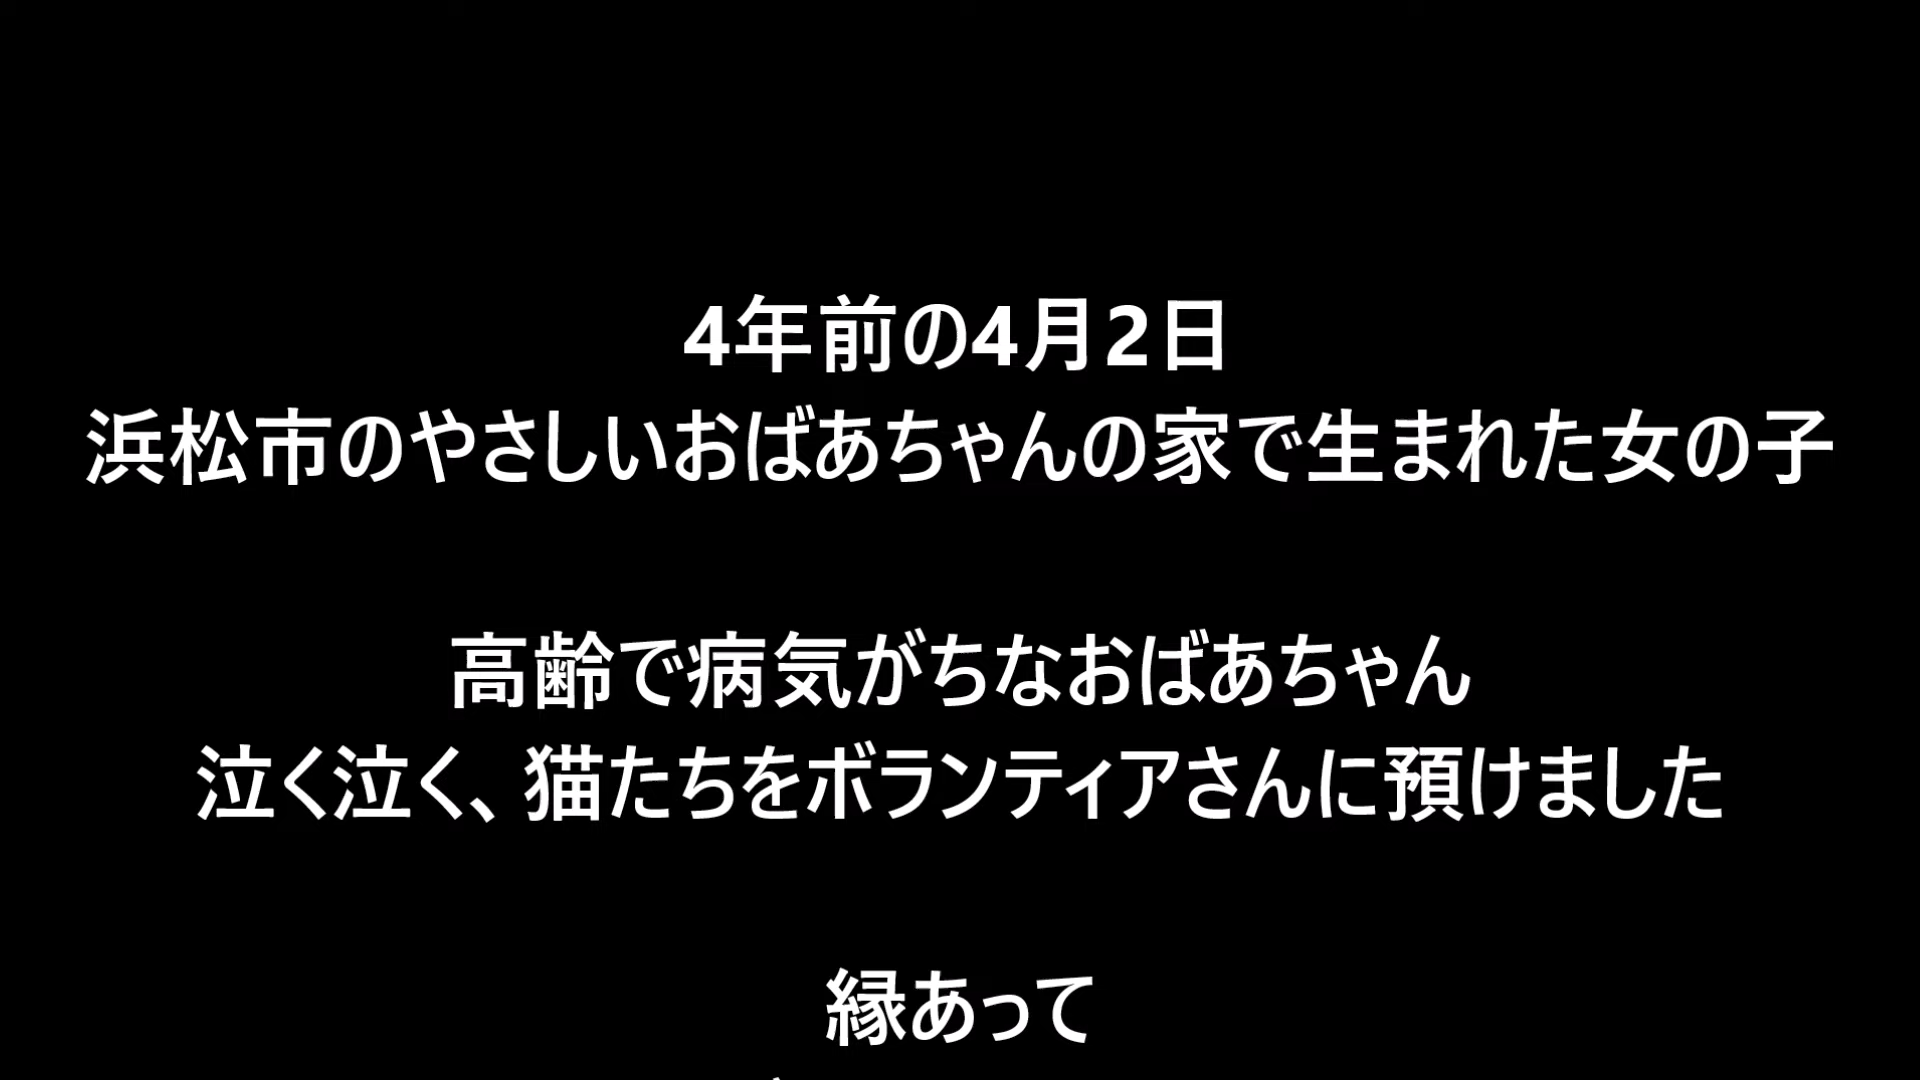 4年前の4月2日
浜松市のやさしいおばあちゃんの家で生まれた女の子
高齢で病気がちなおばあちゃん
泣く泣く、猫たちをボランティアさんに預けました
縁あって